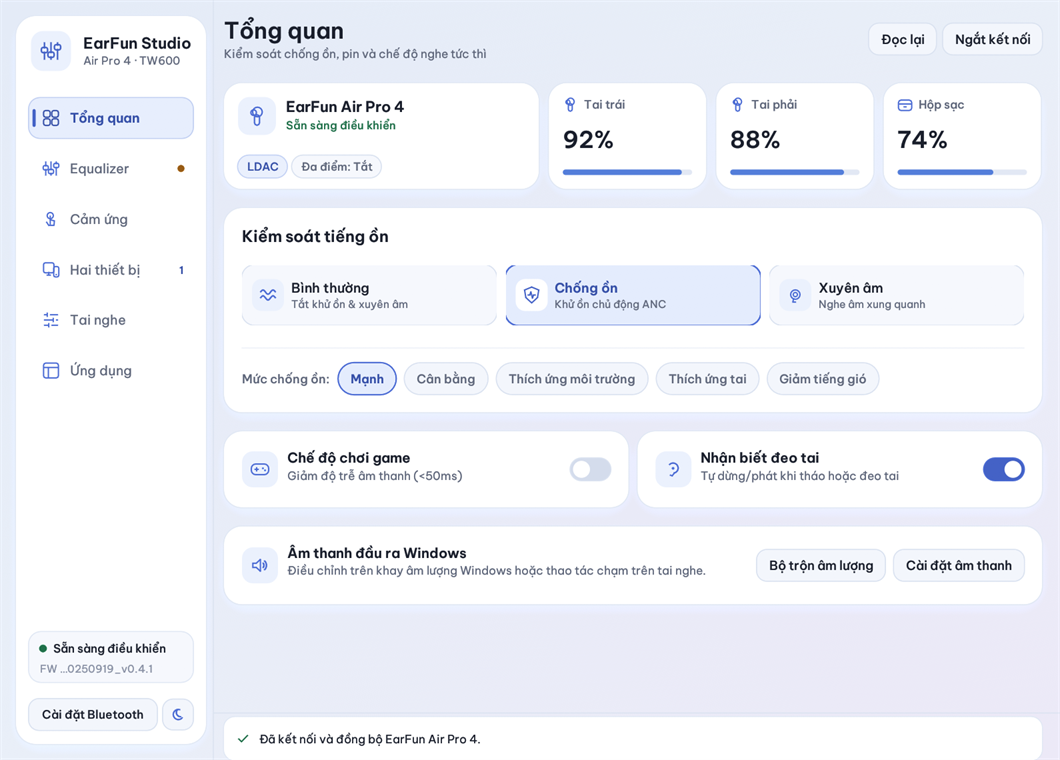 EarFun Studio
Air Pro 4 · TW600
Tổng quan
Equalizer
Cảm ứng
Hai thiết bị 1
Tai nghe
Ứng dụng
Sẵn sàng điều khiển
FW ...0250919_v0.4.1
Cài đặt Bluetooth
Tổng quan
Kiểm soát chống ồn, pin và chế độ nghe tức thì
Đọc lại
Ngắt kết nối
EarFun Air Pro 4
Sẵn sàng điều khiển
LDAC
Đa điểm: Tắt
Tai trái
92%
Tai phải
88%
Hộp sạc
74%
Kiểm soát tiếng ồn
Bình thường
Tắt khử ồn & xuyên âm
Chống ồn
Khử ồn chủ động ANC
Xuyên âm
Nghe âm xung quanh
Mức chống ồn: Mạnh Cân bằng Thích ứng môi trường Thích ứng tai Giảm tiếng gió
Chế độ chơi game
Giảm độ trễ âm thanh (<50ms)
Nhận biết đeo tai
Tự dừng/phát khi tháo hoặc đeo tai
Âm thanh đầu ra Windows
Điều chỉnh trên khay âm lượng Windows hoặc thao tác chạm trên tai nghe.
Bộ trộn âm lượng
Cài đặt âm thanh
Đã kết nối và đồng bộ EarFun Air Pro 4.